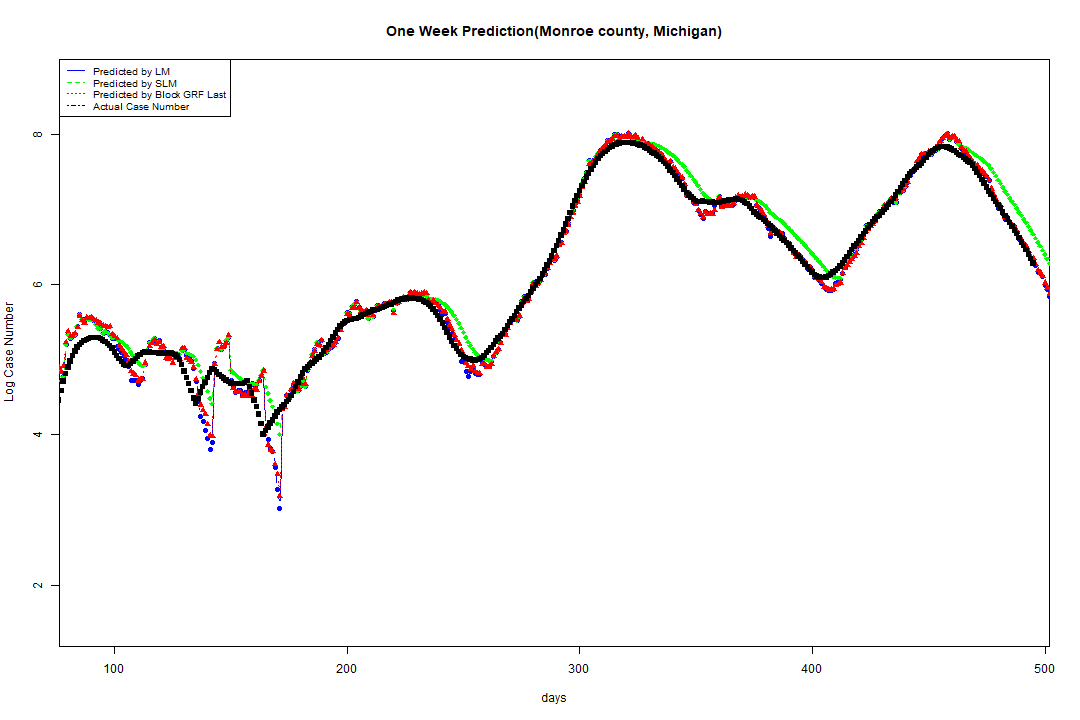 One Week Prediction(Monroe county, Michigan)
Predicted by LM
Predicted by SLM
Predicted by Block GRF Last
Actual Case Number
8
6
4
2
Log Case Number
100 200 300 400 500
days